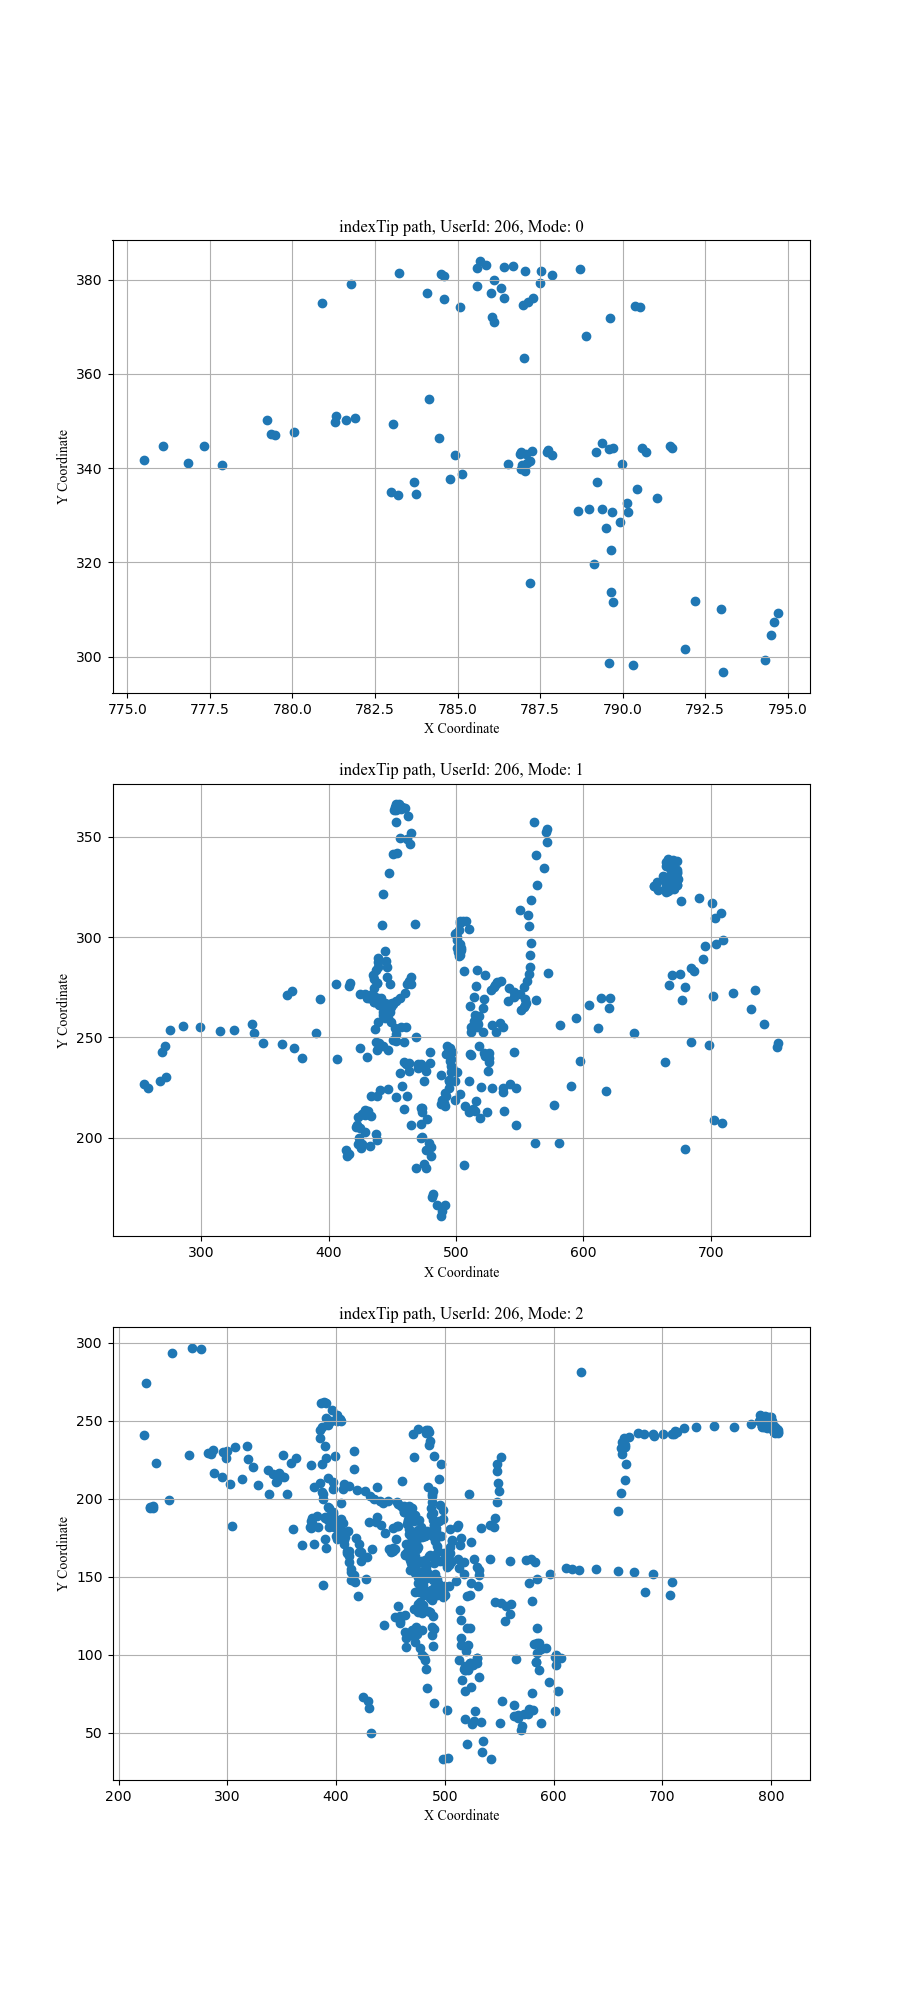 indexTip path, UserId: 206, Mode: 0
380
360
340
320
300
Y Coordinate
775.0 777.5 780.0 782.5 785.0 787.5 790.0 792.5 795.0
X Coordinate
indexTip path, UserId: 206, Mode: 1
350
300
250
200
Y Coordinate
300 400 500 600 700
X Coordinate
indexTip path, UserId: 206, Mode: 2
300
250
200
150
100
50
Y Coordinate
200 300 400 500 600 700 800
X Coordinate